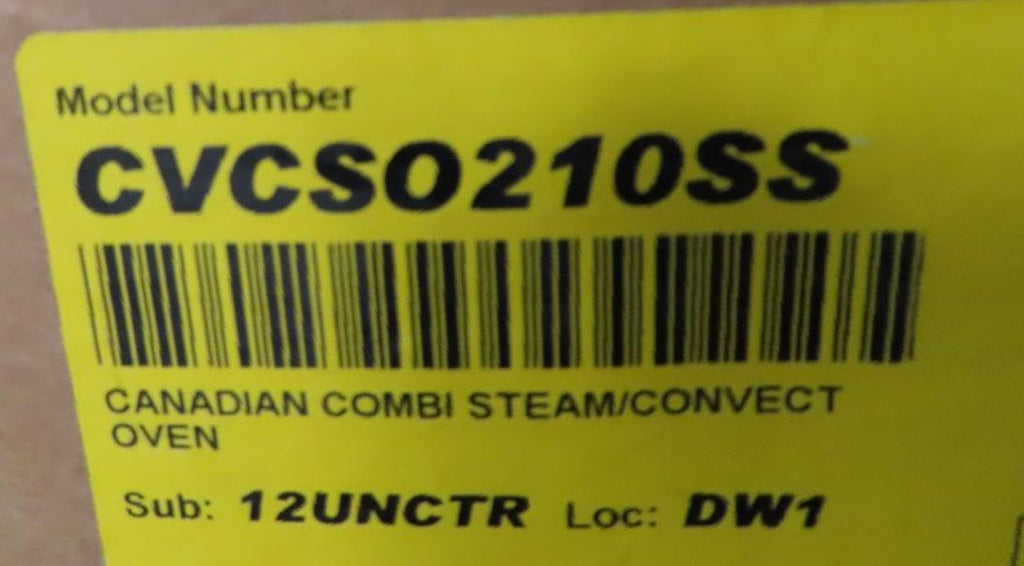 Model Number
CVCSO210SS
CANADIAN COMBI STEAM/CONVECT
OVEN
Sub: 12UNCTR Loc: DW1